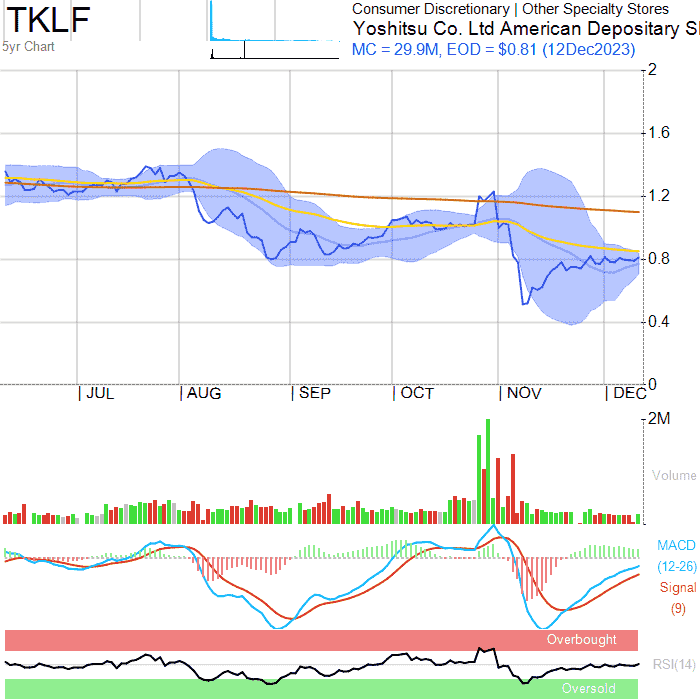 TKLF
5yr Chart
Consumer Discretionary | Other Specialty Stores
Yoshitsu Co. Ltd American Depositary
MC = 29.9M, EOD = $0.81 (12Dec2023)
2
1.6
1.2
0.8
0.4
0
JUL AUG SEP OCT NOV DEC
2M
Volume
MACD
(12-26)
Signal
(9)
Overbought
RSI(14)
Oversold